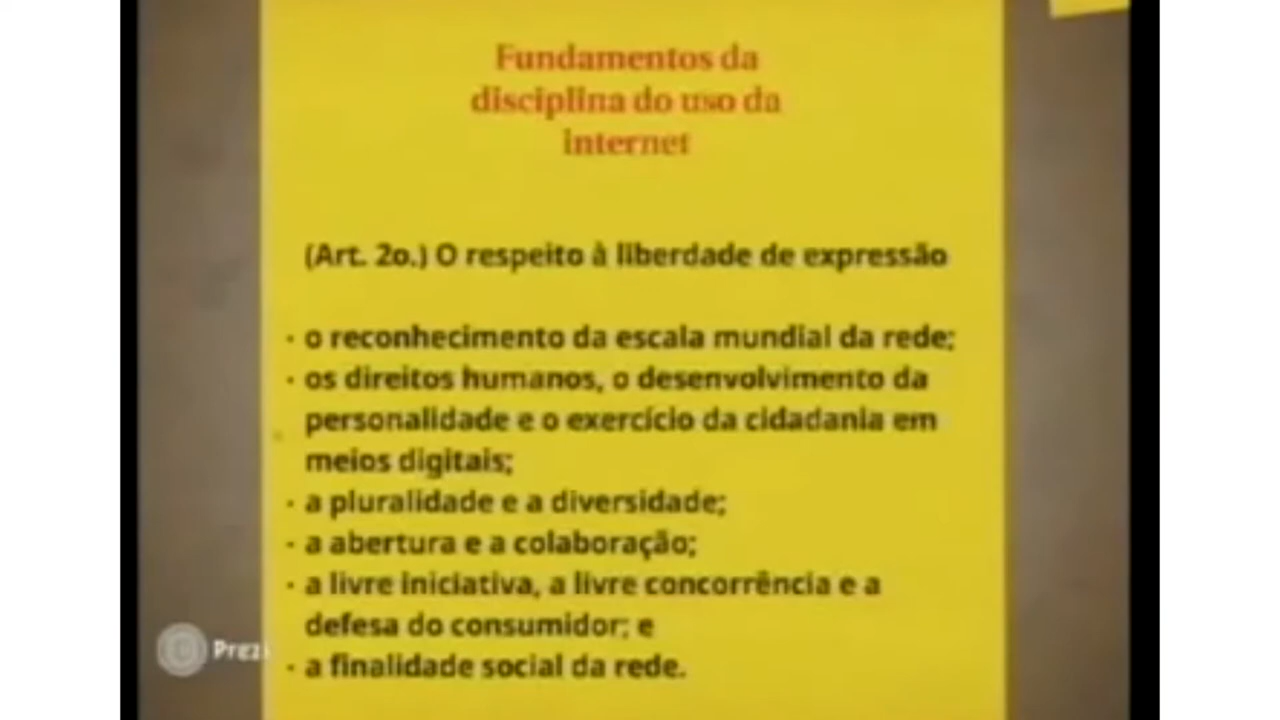 Fundamentos da
disciplina do uso da
internet
(Art. 2o.) O respeito à liberdade de expressão
· o reconhecimento da escala mundial da rede;
· os direitos humanos, o desenvolvimento da
personalidade e o exercício da cidadania em
meios digitais;
· a pluralidade e a diversidade;
· a abertura e a colaboração;
· a livre iniciativa, a livre concorrência e a
defesa do consumidor; e
· a finalidade social da rede.
Prezi